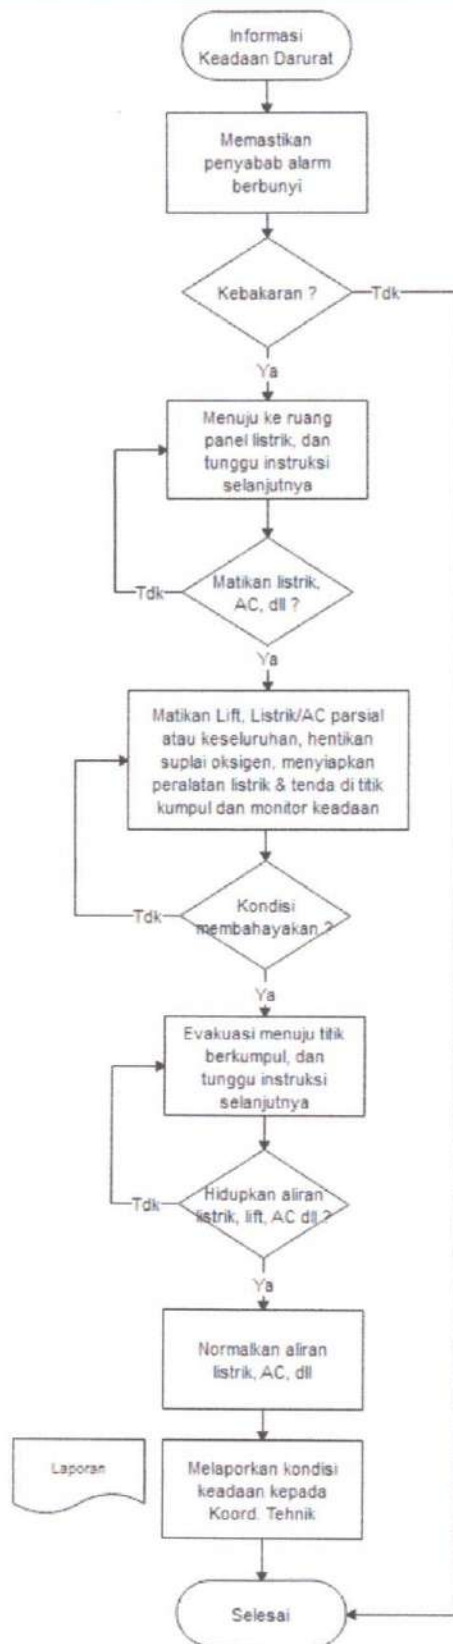 Informasi
Keadaan Darurat
Memastikan
penyabab alarm
berbunyi
Kebakaran ?
Tdk
Ya
Menuju ke ruang
panel listrik, dan
tunggu instruksi
selanjutnya
Matikan listrik,
AC, dll ?
Tdk
Ya
Matikan Lift, Listrik/AC parsial
atau keseluruhan, hentikan
suplai oksigen, menyiapkan
peralatan listrik & tenda di titik
kumpul dan monitor keadaan
Kondisi
membahayakan ?
Tdk
Ya
Evakuasi menuju titik
berkumpul, dan
tunggu instruksi
selanjutnya
Hidupkan aliran
listrik, lift, AC dll ?
Tdk
Ya
Normalkan aliran
listrik, AC, dll
Laporan
Melaporkan kondisi
keadaan kepada
Koord. Tehnik
Selesai